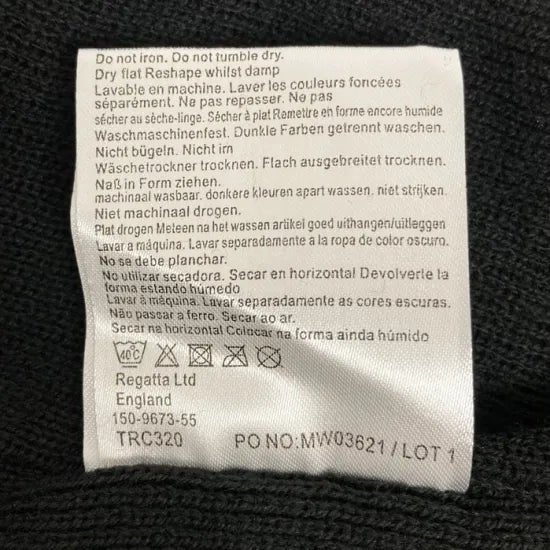 Do not iron. Do not tumble dry.
Dry flat Reshape whilst damp
Lavable en machine. Laver les couleurs foncées
séparément. Ne pas repasser. Ne pas
sécher au sèche-linge. Sécher à plat Remettre en forme encore humide
Waschmaschinenfest. Dunkle Farben getrennt waschen.
Nicht bügeln. Nicht im
Wäschetrockner trocknen. Flach ausgebreitet trocknen.
Naß in Form ziehen.
machinaal wasbaar. donkere kleuren apart wassen. niet strijken.
Niet machinaal drogen.
Plat drogen Meteen na het wassen artikel goed uithangen/uitleggen
Lavar a máquina. Lavar separadamente a la ropa de color oscuro.
No se debe planchar.
No utilizar secadora. Secar en horizontal Devolverle la
forma estando húmedo
Lavar à máquina. Lavar separadamente as cores escuras.
Não passar a ferro. Secar ao ar.
Secar na horizontal Colocar na forma ainda húmido
40°C
Regatta Ltd
England
150-9673-55
TRC320 PO NO:MW03621 / LOT 1